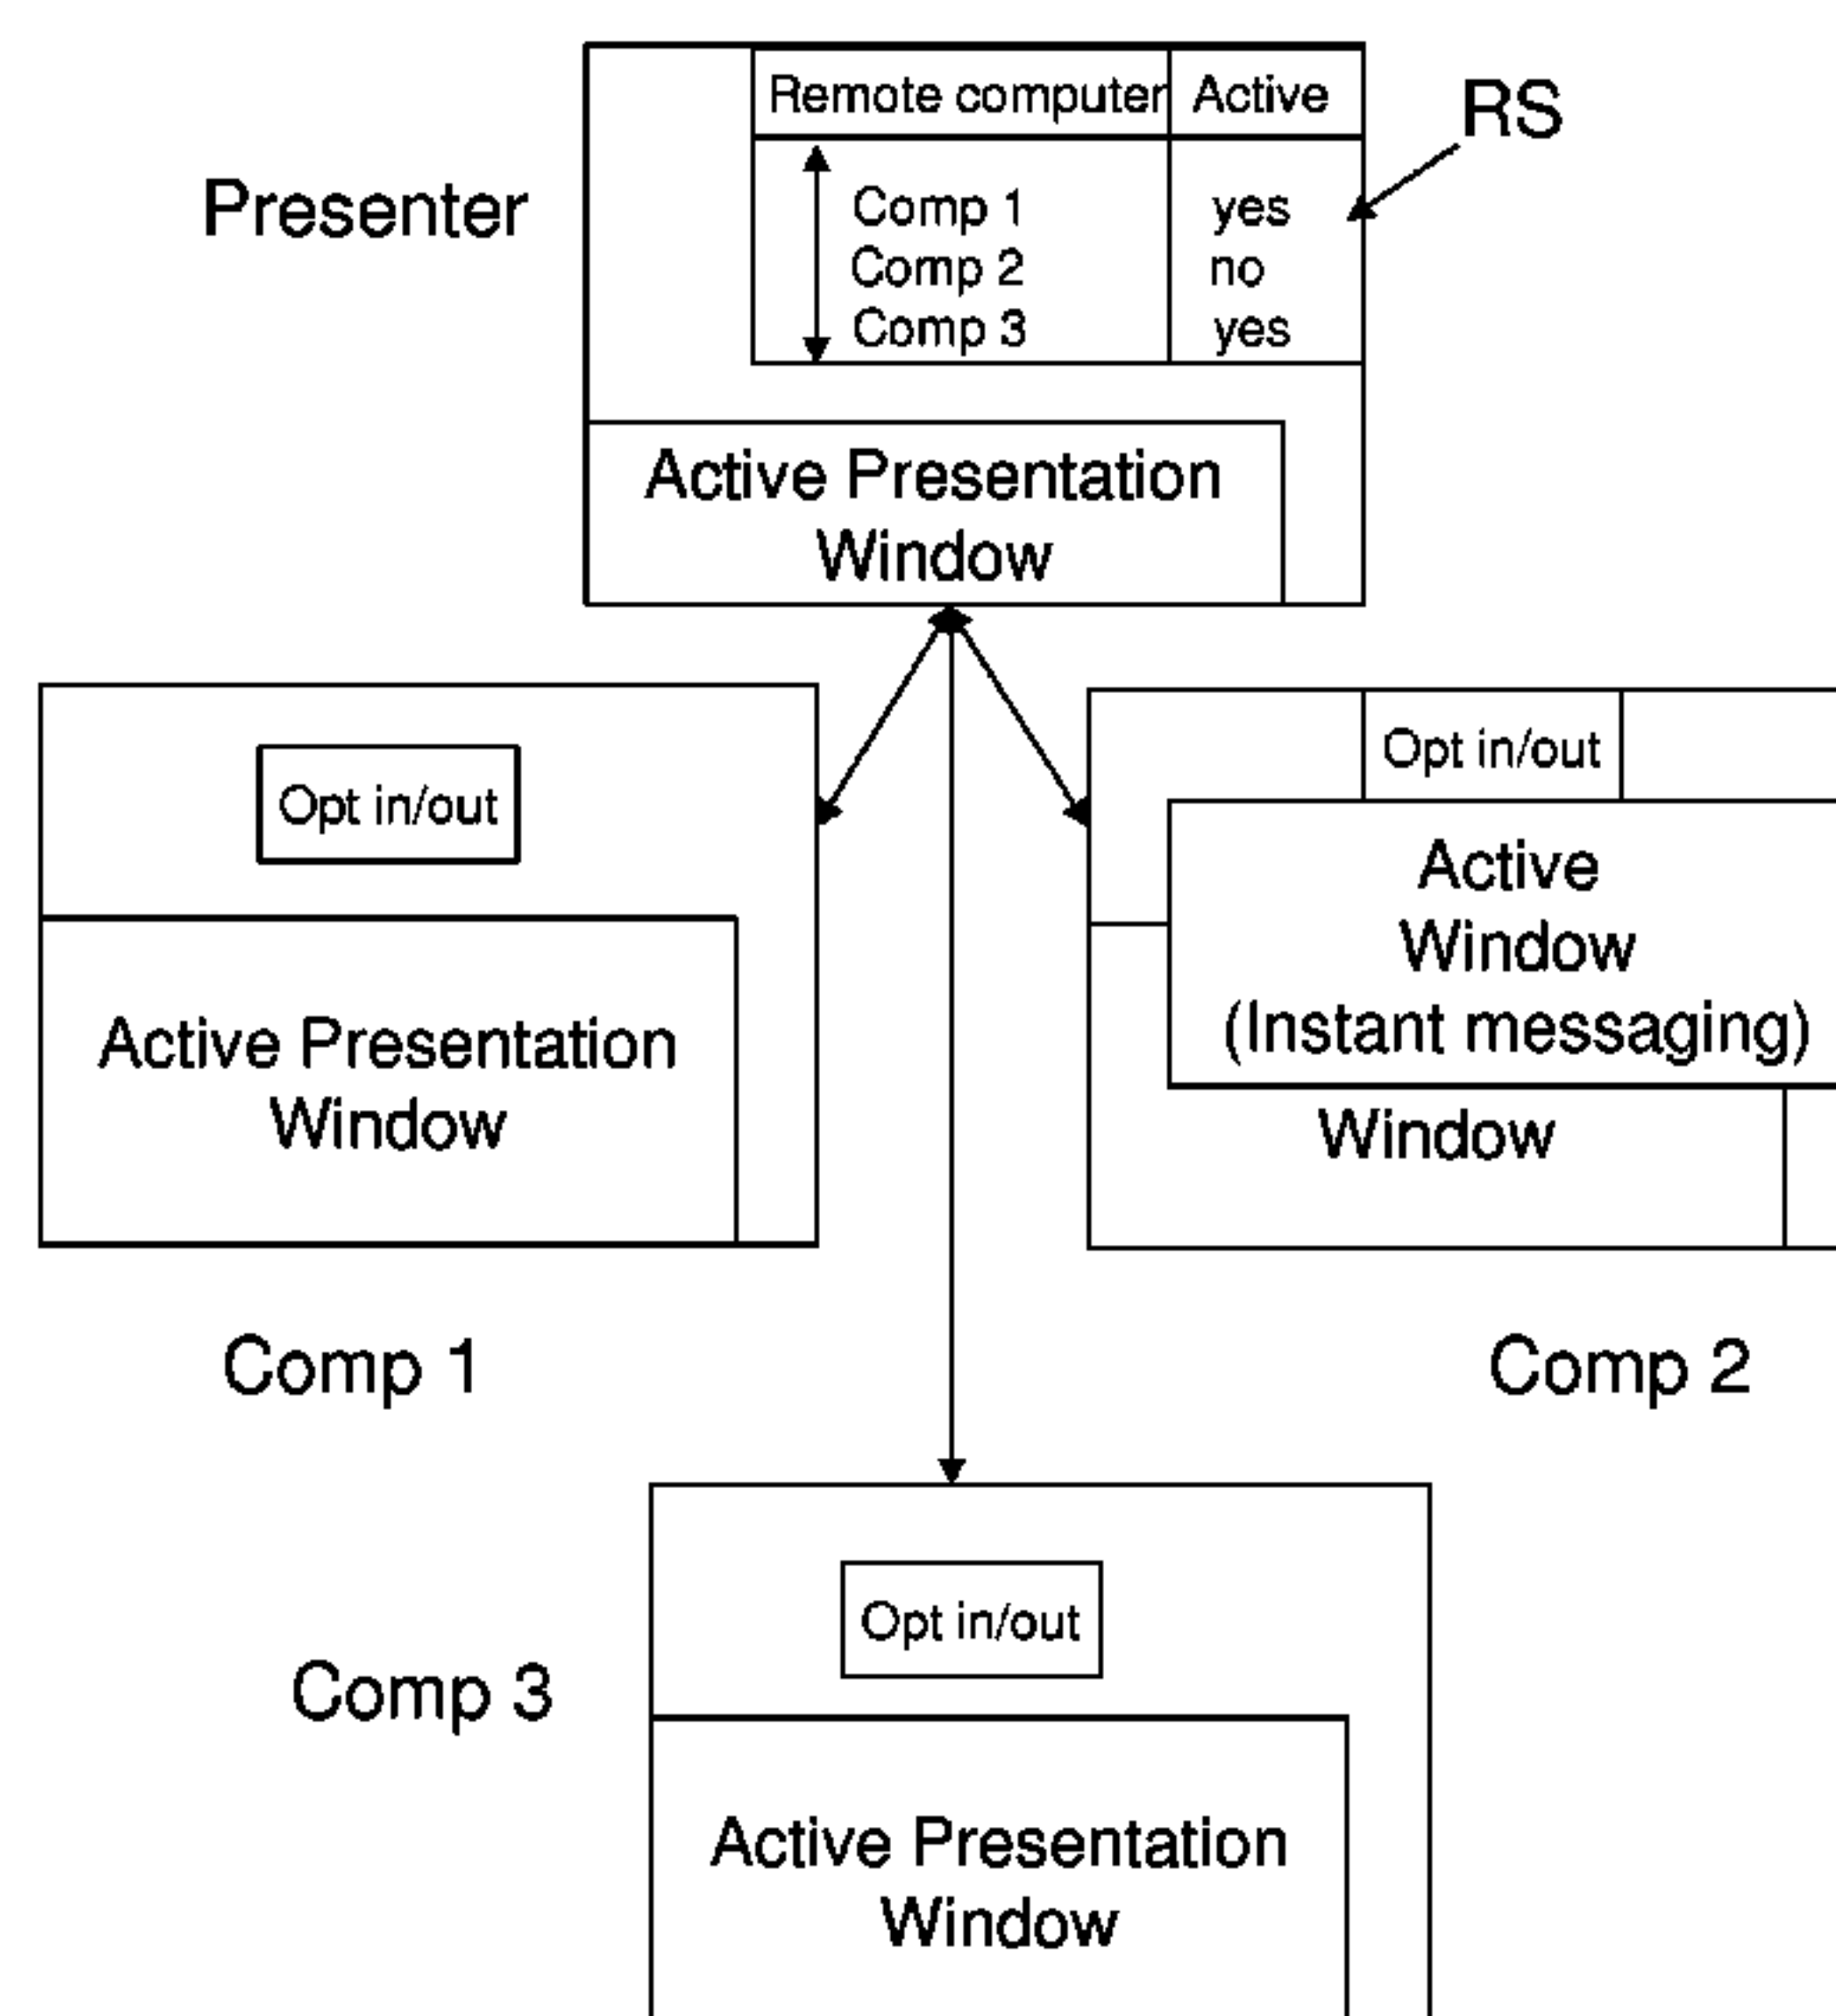 Remote computer Active
RS
Presenter
Comp 1 yes
Comp 2 no
Comp 3 yes
Active Presentation
Window
Opt in/out
Active Presentation
Window
Comp 1
Opt in/out
Active
Window
(Instant messaging)
Window
Comp 2
Comp 3
Opt in/out
Active Presentation
Window